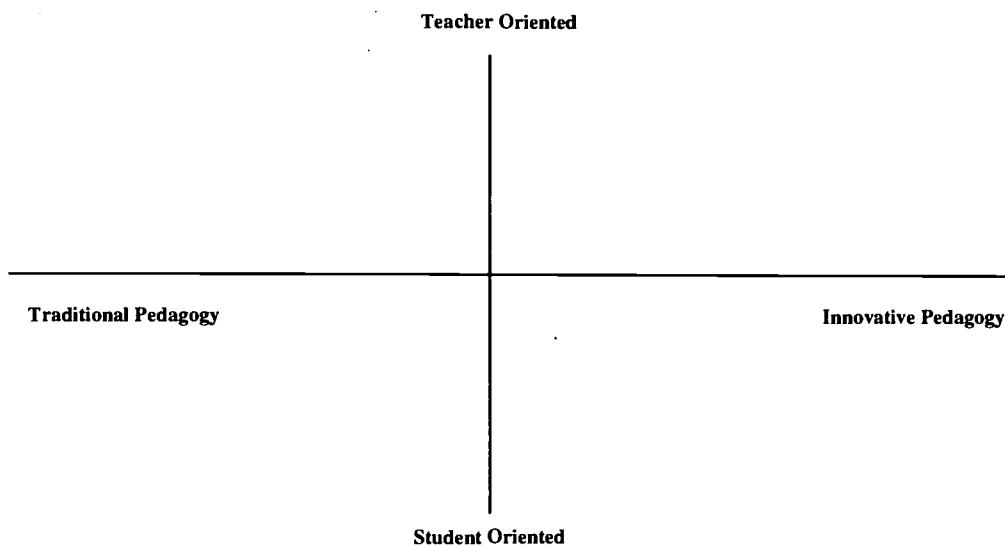 Teacher Oriented
Traditional Pedagogy
Innovative Pedagogy
Student Oriented